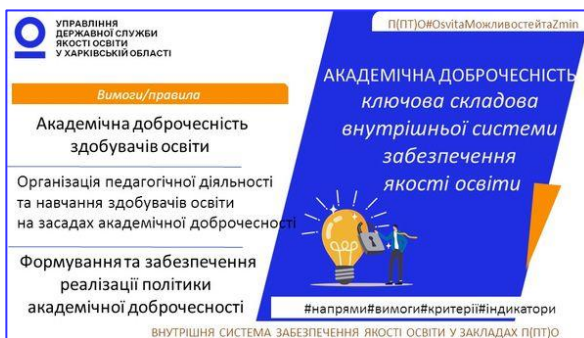 УПРАВЛІННЯ
ДЕРЖАВНОЇ СЛУЖБИ
ЯКОСТІ ОСВІТИ
У ХАРКІВСЬКІЙ ОБЛАСТІ
Вимоги/правила
Академічна доброчесність
здобувачів освіти
Організація педагогічної діяльності
та навчання здобувачів освіти
на засадах академічної доброчесності
Формування та забезпечення
реалізації політики
академічної доброчесності
П(ПТ)О#OsvitaМожливостейтаZmin
АКАДЕМІЧНА ДОБРОЧЕСНІСТЬ
ключова складова
внутрішньої системи
забезпечення
якості освіти
#напрями#вимоги#критерії#індикатори
ВНУТРІШНЯ СИСТЕМА ЗАБЕЗПЕЧЕННЯ ЯКОСТІ ОСВІТИ У ЗАКЛАДАХ П(ПТ)О